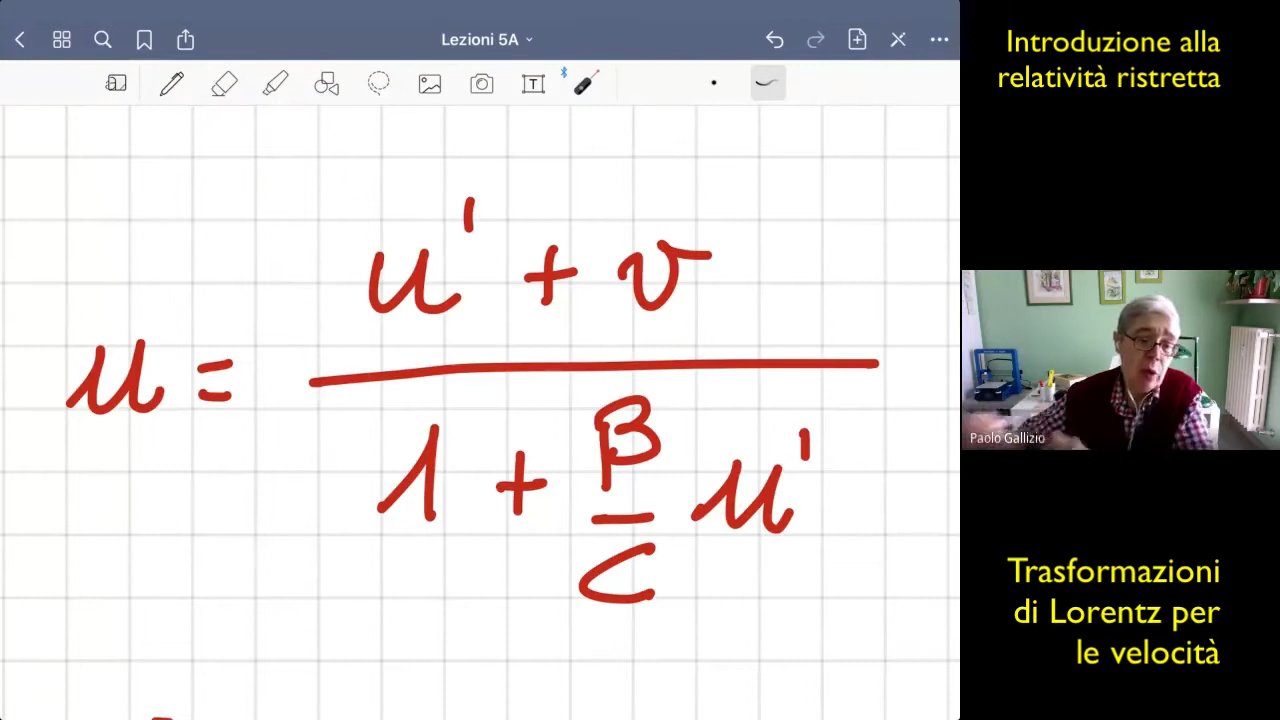 Lezioni 5A
T
Introduzione alla
relatività ristretta
u' + v
u =
1 + β/c u'
Paolo Gallizio
Trasformazioni
di Lorentz per
le velocità